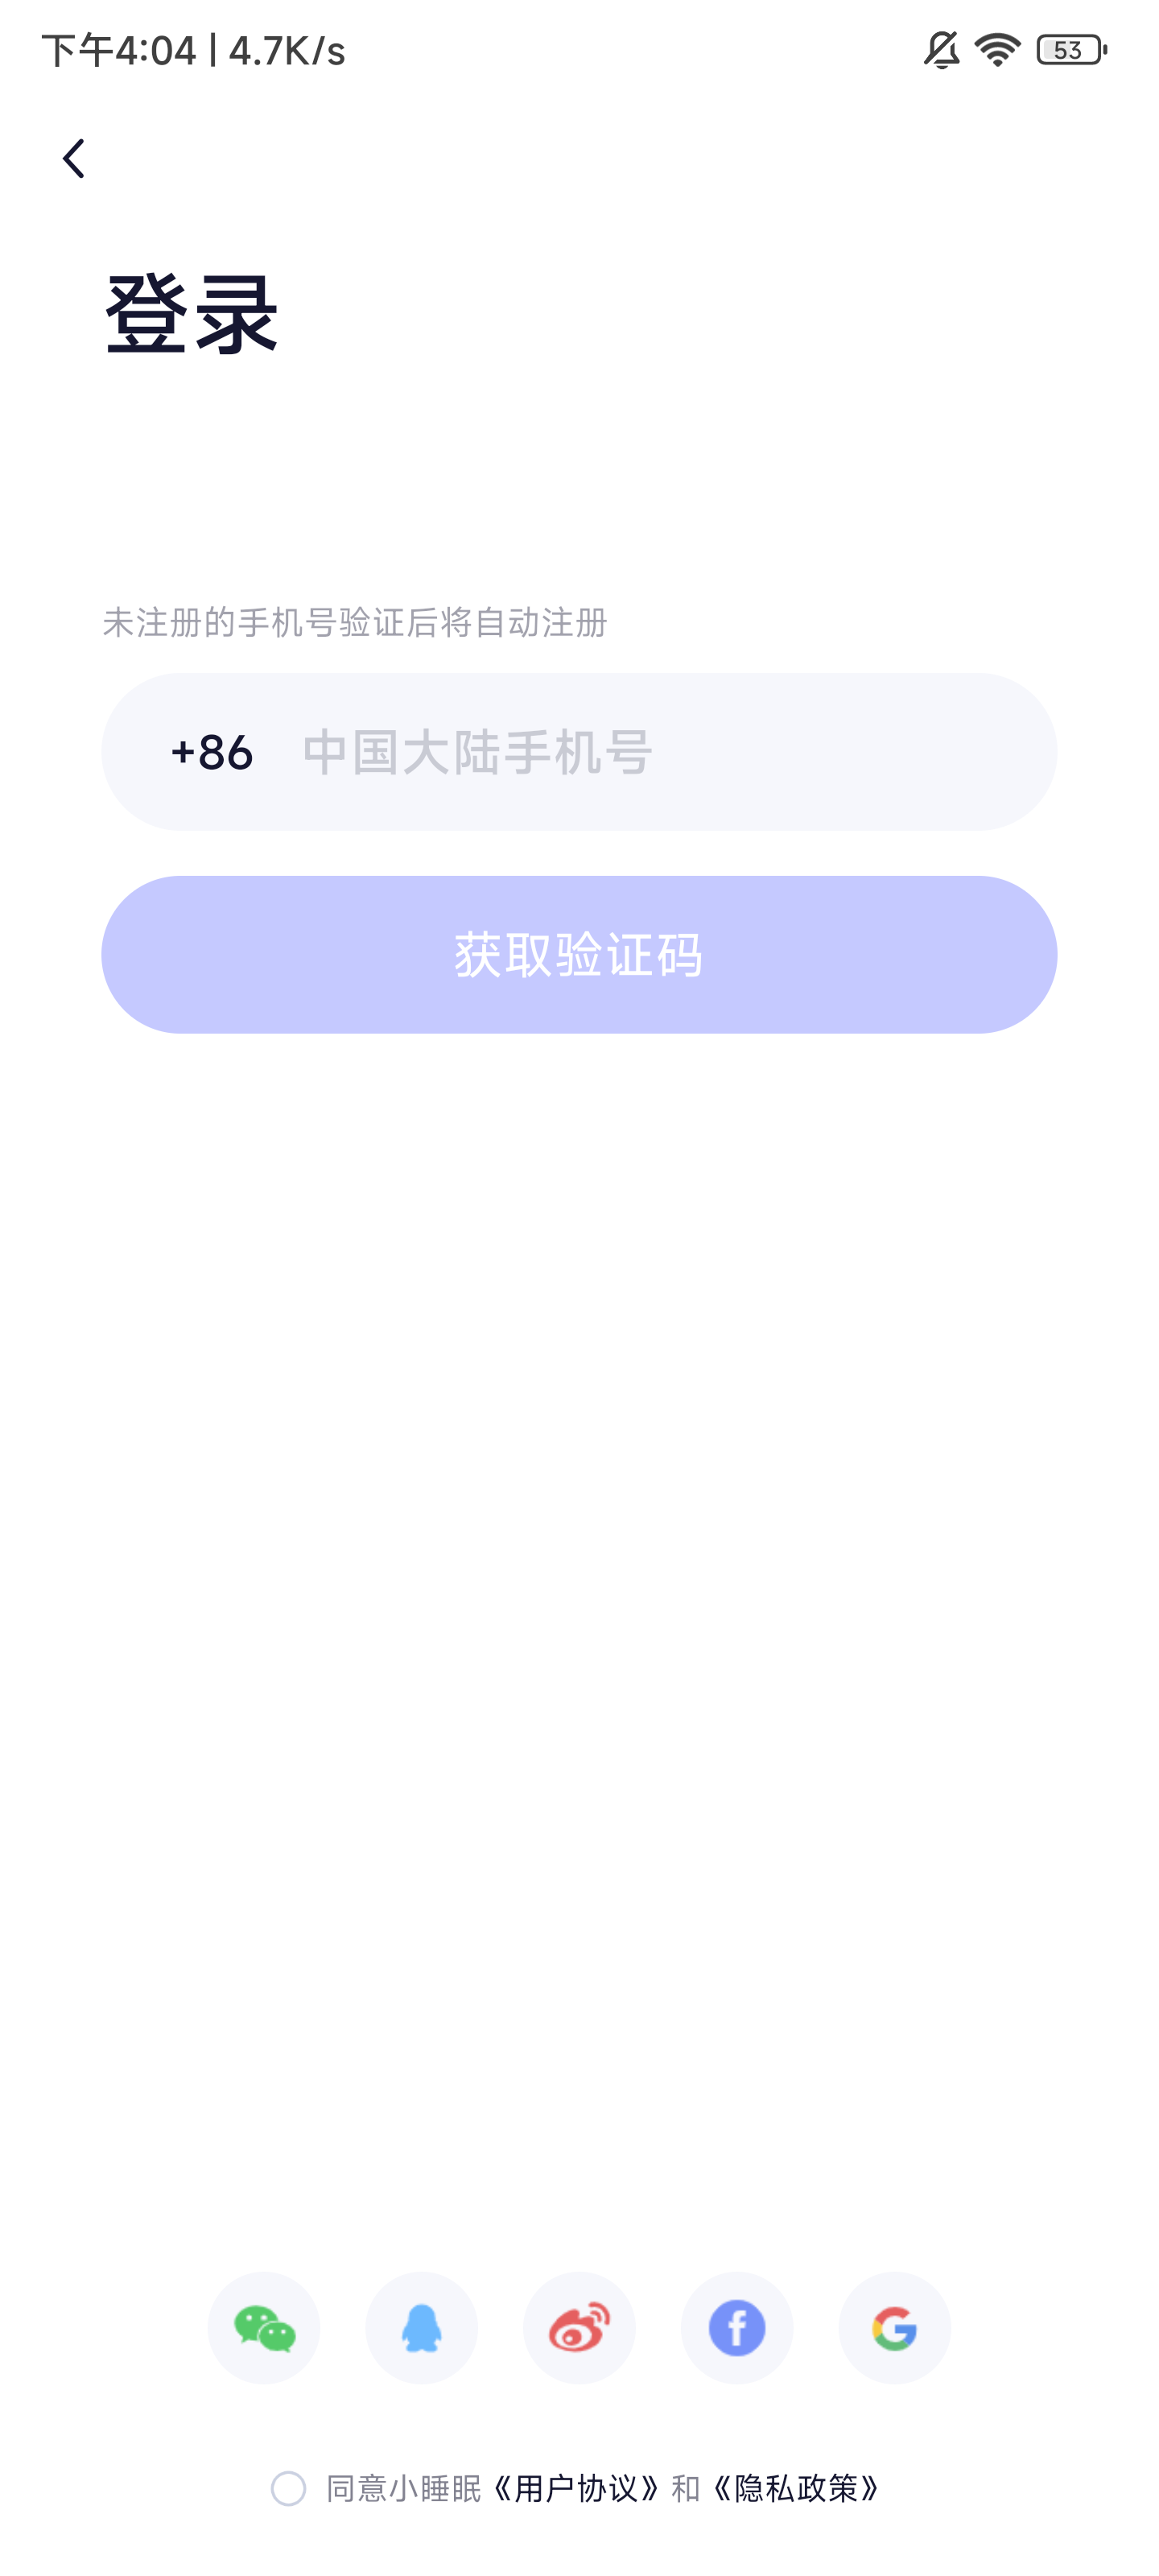 下午4:04 | 4.7K/s
53
登录
未注册的手机号验证后将自动注册
+86 中国大陆手机号
获取验证码
同意小睡眠《用户协议》和《隐私政策》